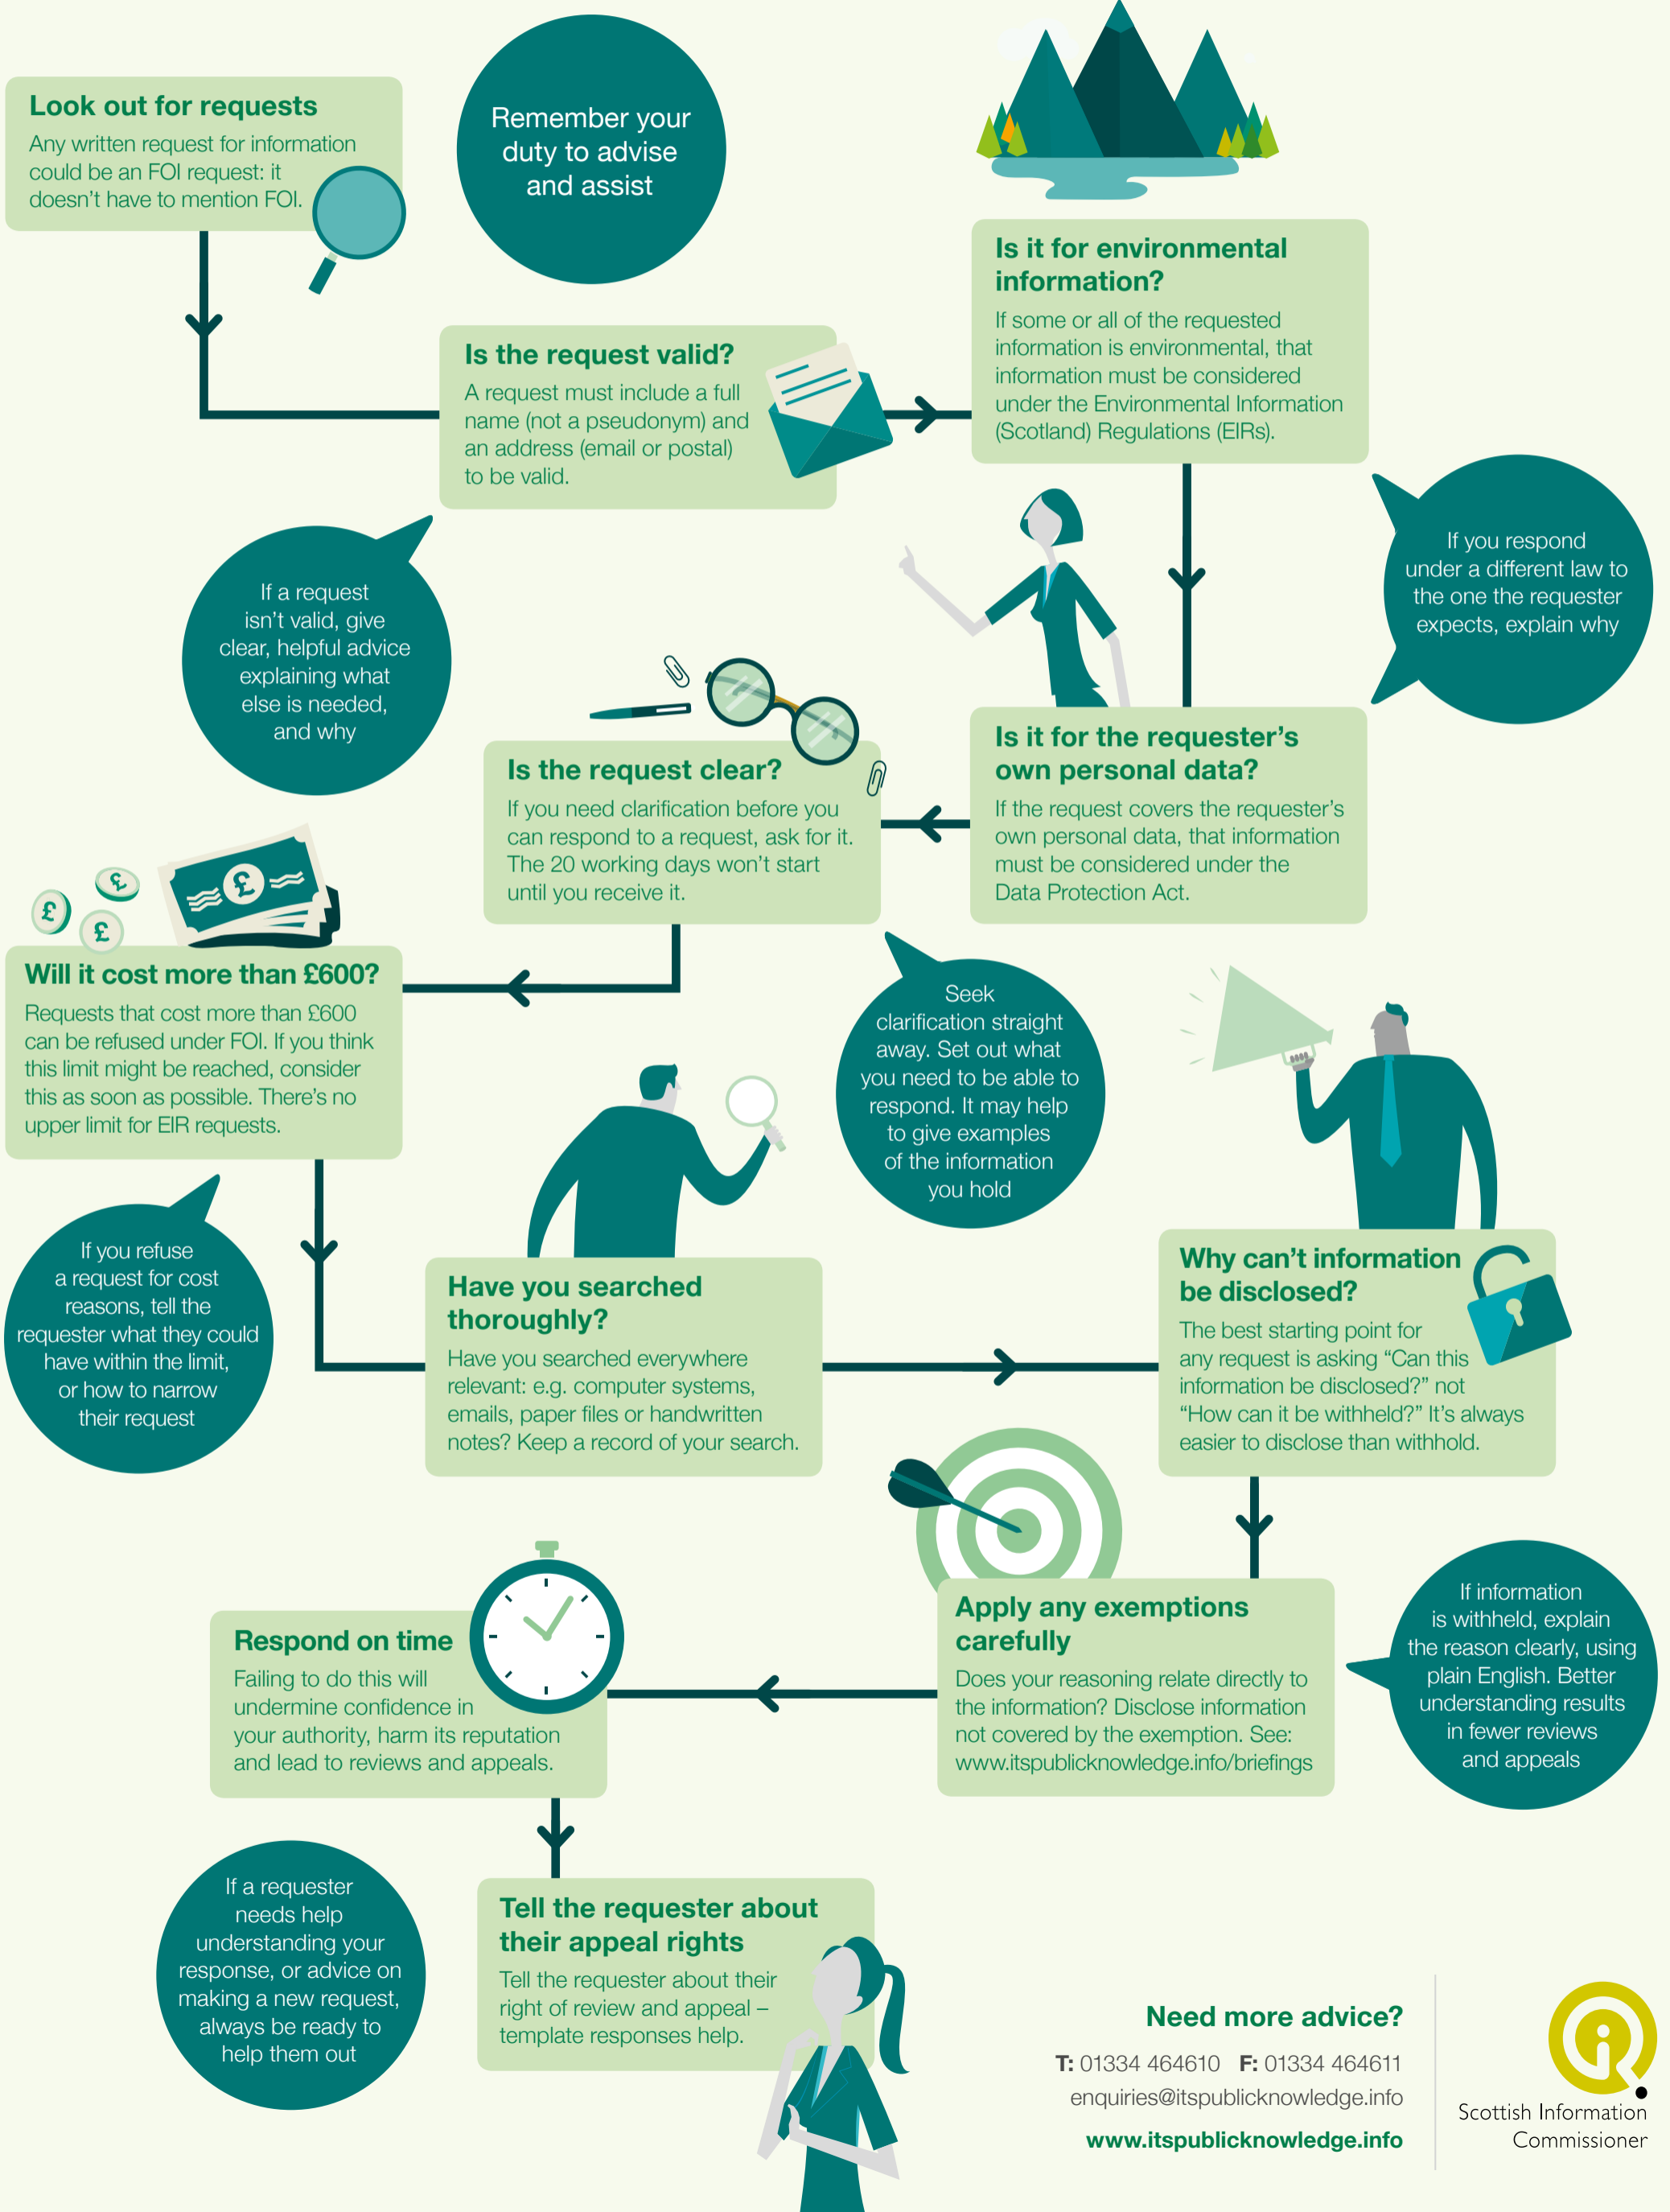 Look out for requests
Any written request for information
could be an FOI request: it
doesn't have to mention FOI.
Remember your
duty to advise
and assist
Is the request valid?
A request must include a full
name (not a pseudonym) and
an address (email or postal)
to be valid.
If a request
isn't valid, give
clear, helpful advice
explaining what
else is needed,
and why
Is it for environmental
information?
If some or all of the requested
information is environmental, that
information must be considered
under the Environmental Information
(Scotland) Regulations (EIRs).
If you respond
under a different law to
the one the requester
expects, explain why
Is it for the requester's
own personal data?
If the request covers the requester's
own personal data, that information
must be considered under the
Data Protection Act.
Is the request clear?
If you need clarification before you
can respond to a request, ask for it.
The 20 working days won't start
until you receive it.
Seek
clarification straight
away. Set out what
you need to be able to
respond. It may help
to give examples
of the information
you hold
£
£
£
£
Will it cost more than £600?
Requests that cost more than £600
can be refused under FOI. If you think
this limit might be reached, consider
this as soon as possible. There's no
upper limit for EIR requests.
If you refuse
a request for cost
reasons, tell the
requester what they could
have within the limit,
or how to narrow
their request
Have you searched
thoroughly?
Have you searched everywhere
relevant: e.g. computer systems,
emails, paper files or handwritten
notes? Keep a record of your search.
Why can't information
be disclosed?
The best starting point for
any request is asking "Can this
information be disclosed?" not
"How can it be withheld?" It's always
easier to disclose than withhold.
Apply any exemptions
carefully
Does your reasoning relate directly to
the information? Disclose information
not covered by the exemption. See:
www.itspublicknowledge.info/briefings
If information
is withheld, explain
the reason clearly, using
plain English. Better
understanding results
in fewer reviews
and appeals
Respond on time
Failing to do this will
undermine confidence in
your authority, harm its reputation
and lead to reviews and appeals.
If a requester
needs help
understanding your
response, or advice on
making a new request,
always be ready to
help them out
Tell the requester about
their appeal rights
Tell the requester about their
right of review and appeal –
template responses help.
Need more advice?
T: 01334 464610 F: 01334 464611
enquiries@itspublicknowledge.info
www.itspublicknowledge.info
i
Scottish Information
Commissioner